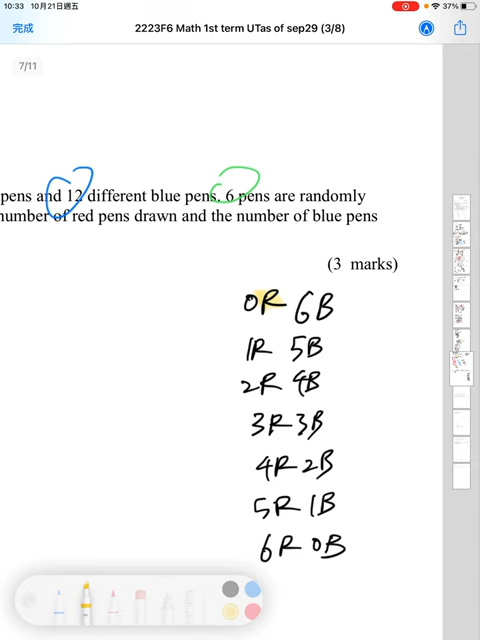 10:33 10月21日週五
37%
完成
2223F6 Math 1st term UTas of sep29 (3/8)
7/11
pens and 12 different blue pens. 6 pens are randomly
number of red pens drawn and the number of blue pens
(3 marks)
0R 6B
1R 5B
2R 4B
3R 3B
4R 2B
5R 1B
6R 0B